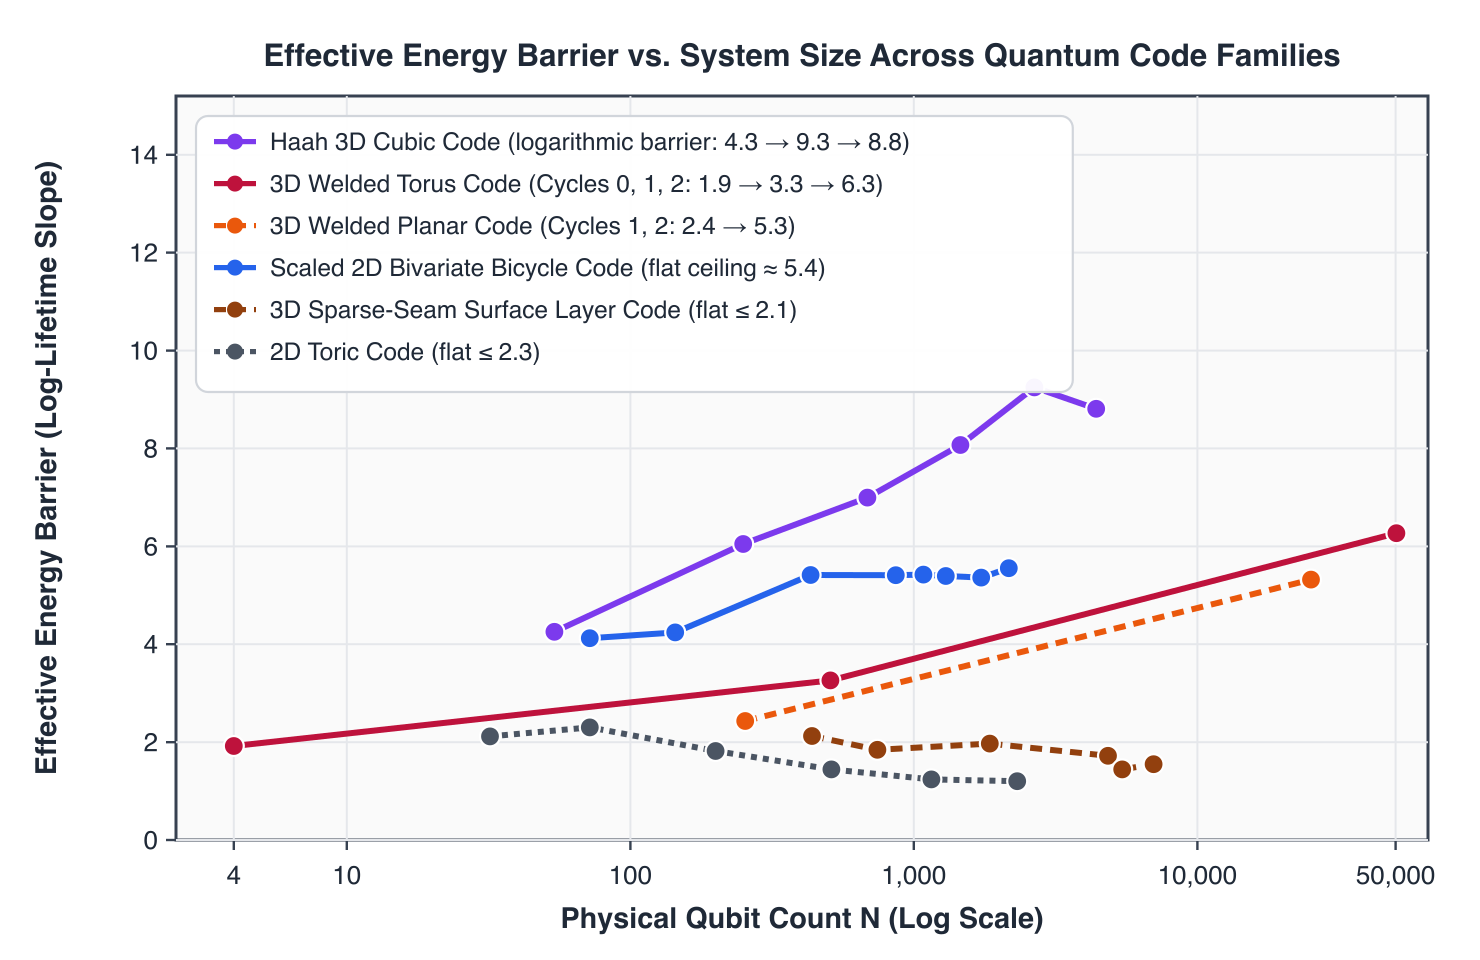 Effective Energy Barrier vs. System Size Across Quantum Code Families
Haah 3D Cubic Code (logarithmic barrier: 4.3 → 9.3 → 8.8)
3D Welded Torus Code (Cycles 0, 1, 2: 1.9 → 3.3 → 6.3)
3D Welded Planar Code (Cycles 1, 2: 2.4 → 5.3)
Scaled 2D Bivariate Bicycle Code (flat ceiling ≈ 5.4)
3D Sparse-Seam Surface Layer Code (flat ≤ 2.1)
2D Toric Code (flat ≤ 2.3)
Effective Energy Barrier (Log-Lifetime Slope)
14
12
10
8
6
4
2
0
4 10 100 1,000 10,000 50,000
Physical Qubit Count N (Log Scale)